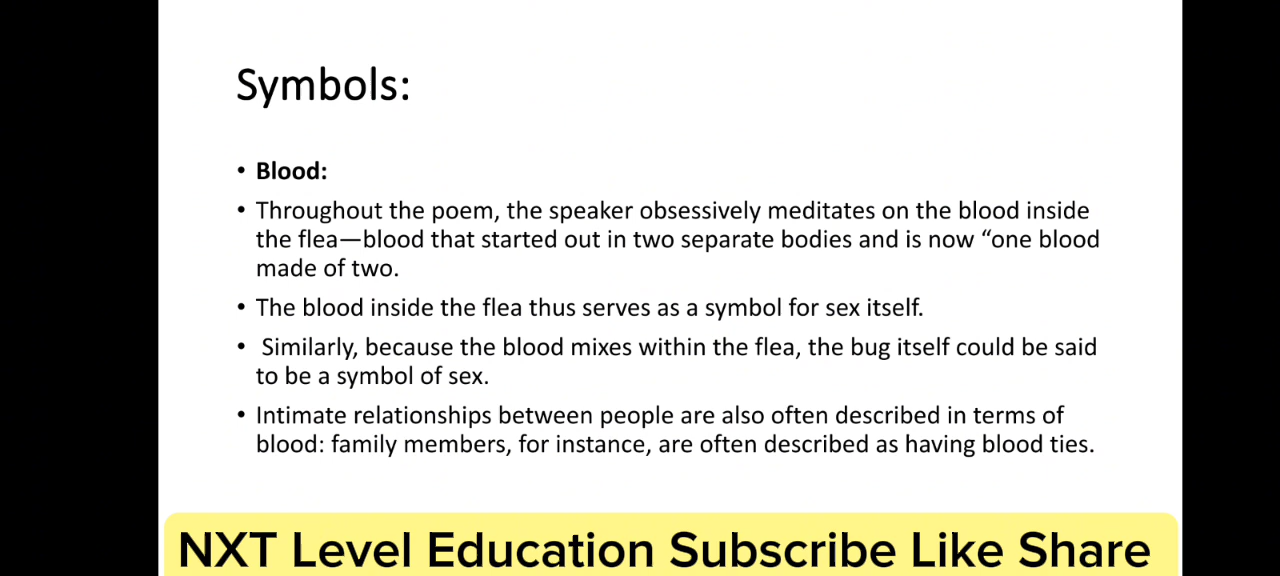 Symbols:
• Blood:
• Throughout the poem, the speaker obsessively meditates on the blood inside
the flea—blood that started out in two separate bodies and is now “one blood
made of two.
• The blood inside the flea thus serves as a symbol for sex itself.
• Similarly, because the blood mixes within the flea, the bug itself could be said
to be a symbol of sex.
• Intimate relationships between people are also often described in terms of
blood: family members, for instance, are often described as having blood ties.
NXT Level Education Subscribe Like Share